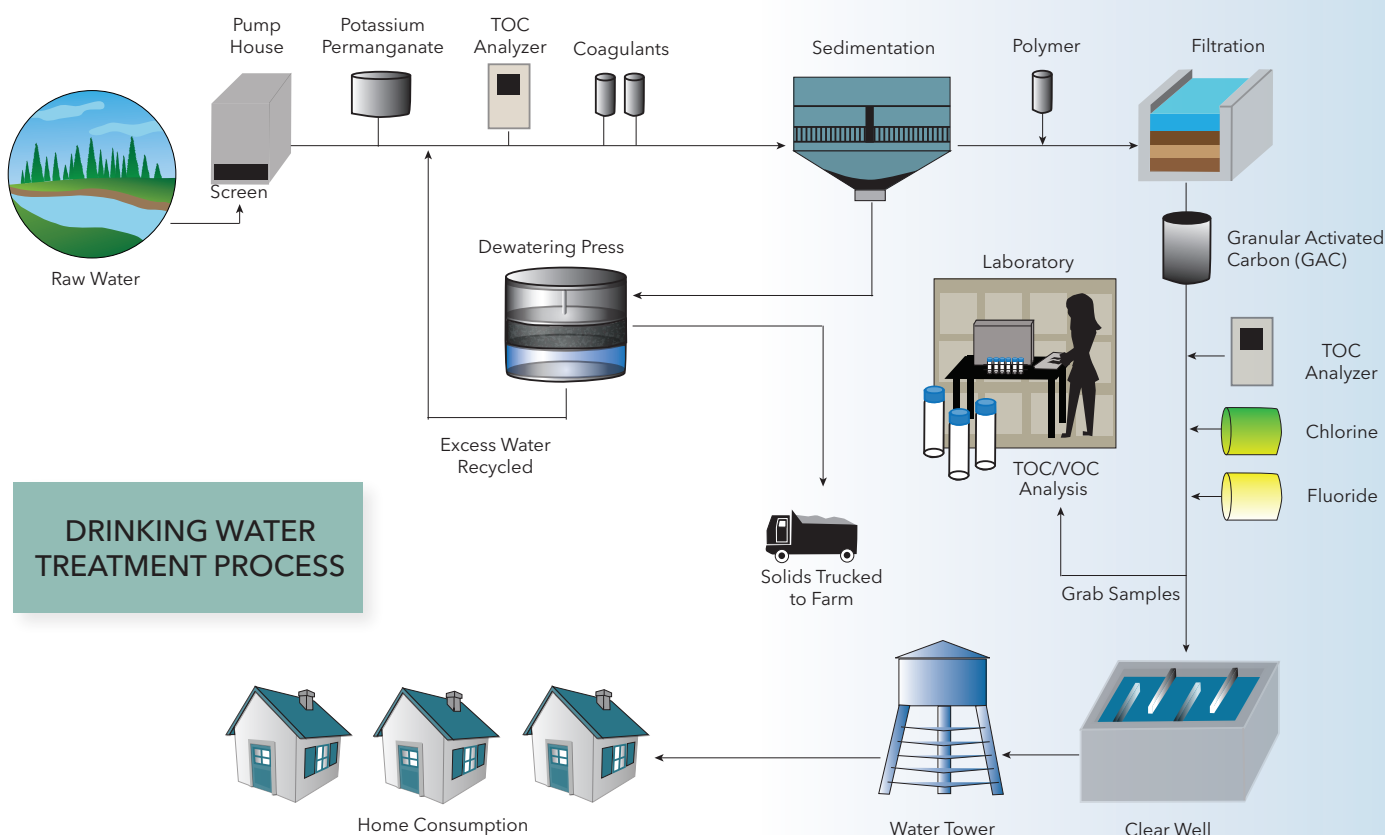 Pump
House
Potassium
Permanganate
TOC
Analyzer
Coagulants
Sedimentation
Polymer
Filtration
Screen
Raw Water
Dewatering Press
Laboratory
Granular Activated
Carbon (GAC)
TOC
Analyzer
Chlorine
Excess Water
Recycled
TOC/VOC
Analysis
Fluoride
DRINKING WATER
TREATMENT PROCESS
Solids Trucked
to Farm
Grab Samples
Home Consumption
Water Tower
Clear Well